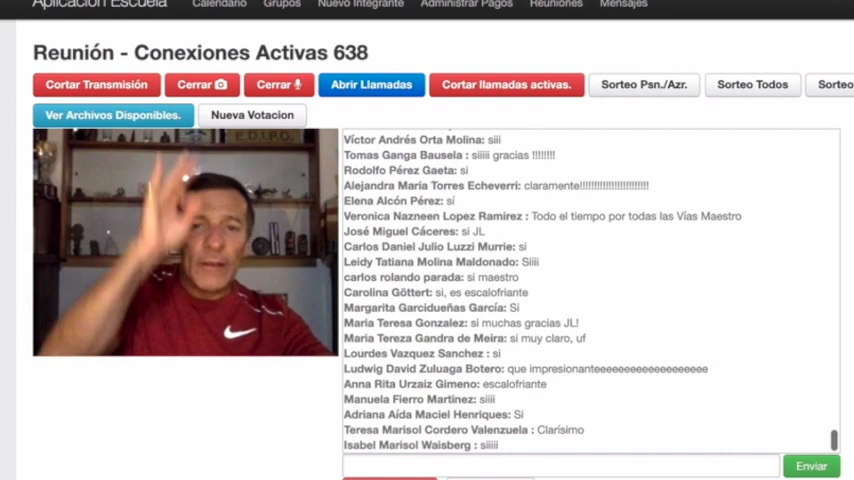 Aplicación Escuela
Calendario Grupos Nuevo Integrante Administrar Pagos Reuniones Mensajes
Reunión - Conexiones Activas 638
Cortar Transmisión Cerrar Cerrar Abrir Llamadas Cortar llamadas activas. Sorteo Psn./Azr. Sorteo Todos Sorteo
Ver Archivos Disponibles. Nueva Votacion
E.D.I.P.O.
Víctor Andrés Orta Molina: siii
Tomas Ganga Bausela : siiiii gracias !!!!!!!!
Rodolfo Pérez Gaeta: si
Alejandra Maria Torres Echeverri: claramente!!!!!!!!!!!!!!!!!!!!!!!!
Elena Alcón Pérez: sí
Veronica Nazneen Lopez Ramirez : Todo el tiempo por todas las Vías Maestro
José Miguel Cáceres: si JL
Carlos Daniel Julio Luzzi Murrie: si
Leidy Tatiana Molina Maldonado: Siiii
carlos rolando parada: si maestro
Carolina Göttert: si, es escalofriante
Margarita Garcidueñas García: Si
Maria Teresa Gonzalez: si muchas gracias JL!
Maria Tereza Gandra de Meira: si muy claro, uf
Lourdes Vazquez Sanchez : si
Ludwig David Zuluaga Botero: que impresionanteeeeeeeeeeeeeeeeeee
Anna Rita Urzaiz Gimeno: escalofriante
Manuela Fierro Martinez: siiii
Adriana Aída Maciel Henriques: Si
Teresa Marisol Cordero Valenzuela : Clarísimo
Isabel Marisol Waisberg : siiiii
Enviar